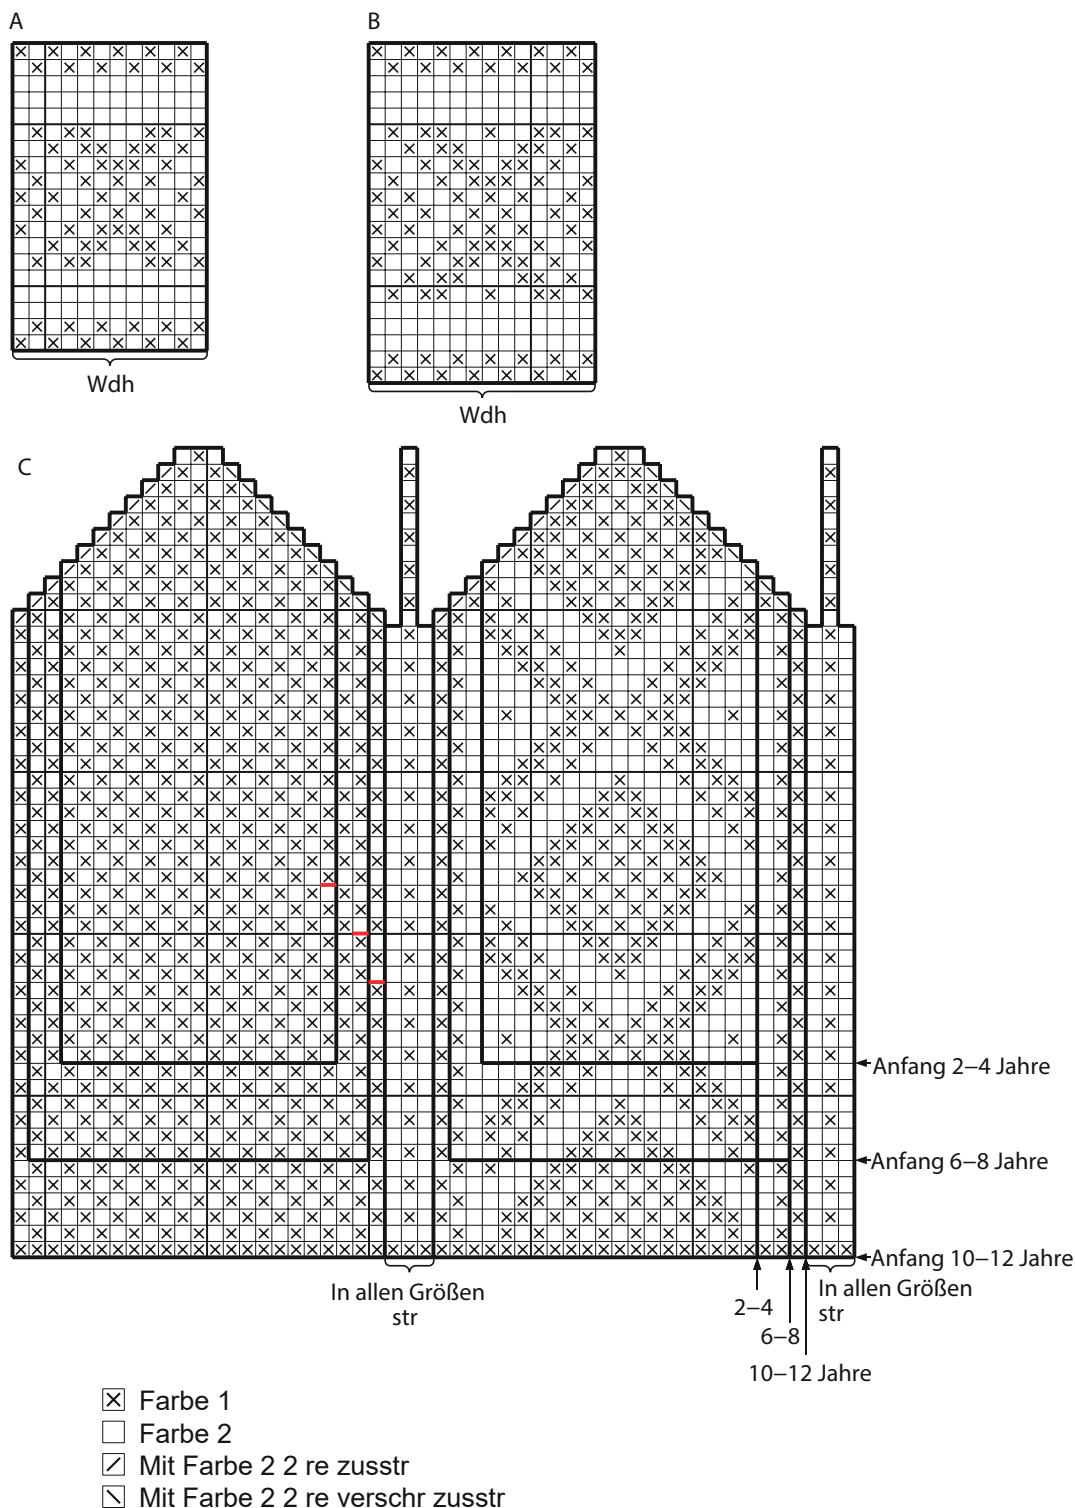 A
B
Wdh
Wdh
C
Anfang 2–4 Jahre
Anfang 6–8 Jahre
Anfang 10–12 Jahre
In allen Größen
str
In allen Größen
str
2–4
6–8
10–12 Jahre
Farbe 1
Farbe 2
Mit Farbe 2 2 re zusstr
Mit Farbe 2 2 re verschr zusstr